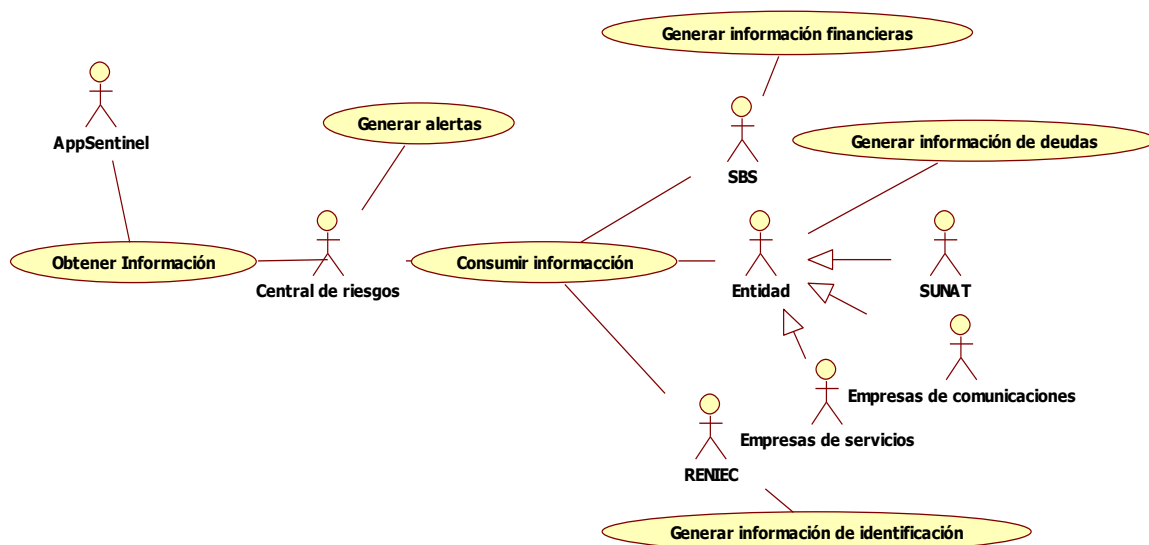 Generar información financieras
AppSentinel
Generar alertas
Generar información de deudas
SBS
Obtener Información
Central de riesgos
Consumir informacción
Entidad
SUNAT
Empresas de comunicaciones
Empresas de servicios
RENIEC
Generar información de identificación